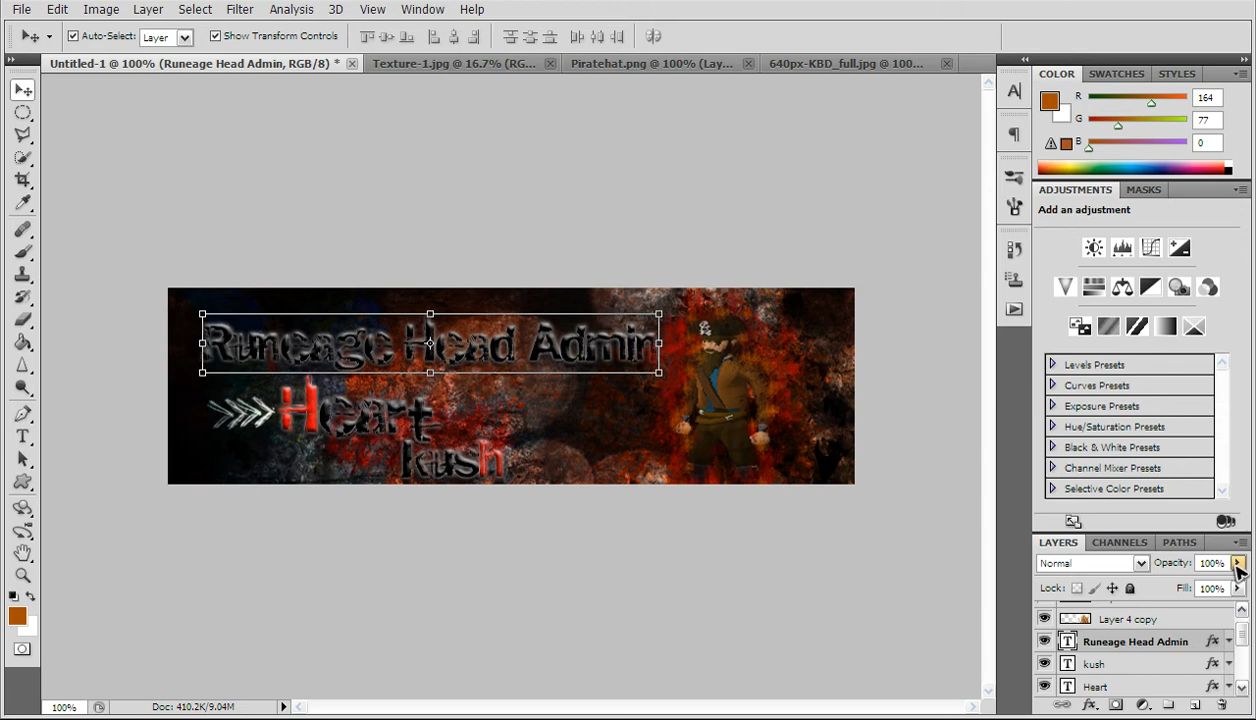 File Edit Image Layer Select Filter Analysis 3D View Window Help
Auto-Select: Layer Show Transform Controls
Untitled-1 @ 100% (Runeage Head Admin, RGB/8) * Texture-1.jpg @ 16.7% (RG... Piratehat.png @ 100% (Lay... 640px-KBD_full.jpg @ 100...
COLOR SWATCHES STYLES
R 164
G 77
B 0
ADJUSTMENTS MASKS
Add an adjustment
Runeage Head Admin
Heart
kush
Levels Presets
Curves Presets
Exposure Presets
Hue/Saturation Presets
Black & White Presets
Channel Mixer Presets
Selective Color Presets
LAYERS CHANNELS PATHS
Normal Opacity: 100%
Lock: Fill: 100%
Layer 4 copy
T Runeage Head Admin fx
T kush fx
T Heart fx
100% Doc: 410.2K/9.04M